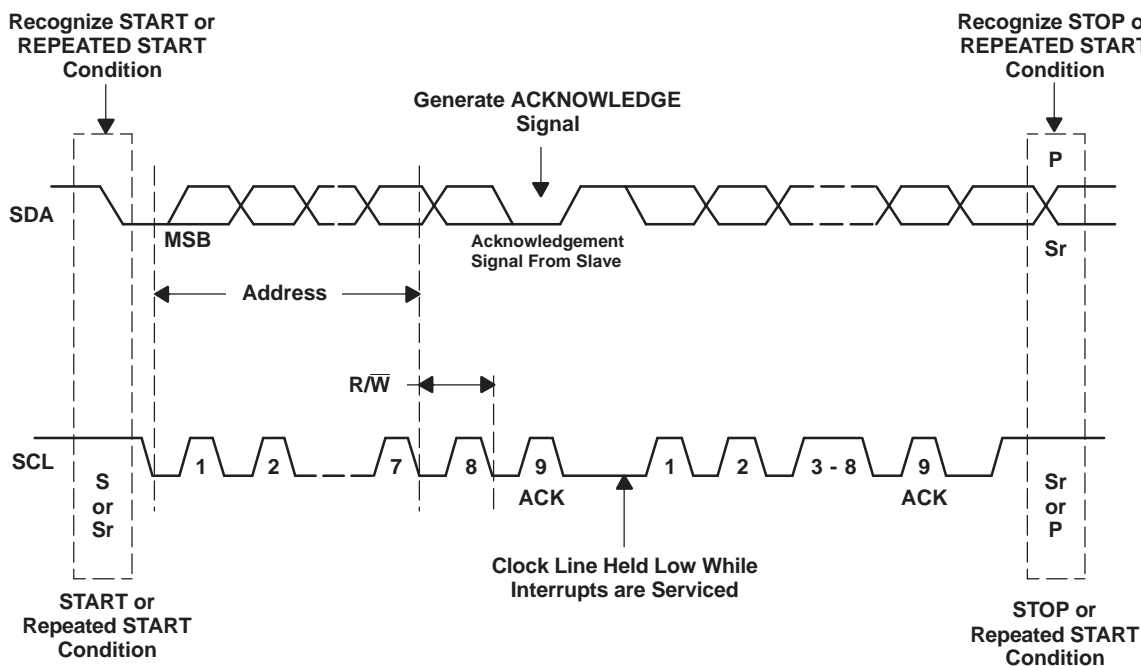 Recognize START or
REPEATED START
Condition
Recognize STOP o
REPEATED START
Condition
Generate ACKNOWLEDGE
Signal
P
SDA
MSB
Acknowledgement
Signal From Slave
Sr
Address
R/W̅
SCL
1
2
7
8
9
1
2
3 - 8
9
ACK
ACK
S
or
Sr
Sr
or
P
Clock Line Held Low While
Interrupts are Serviced
START or
Repeated START
Condition
STOP or
Repeated START
Condition